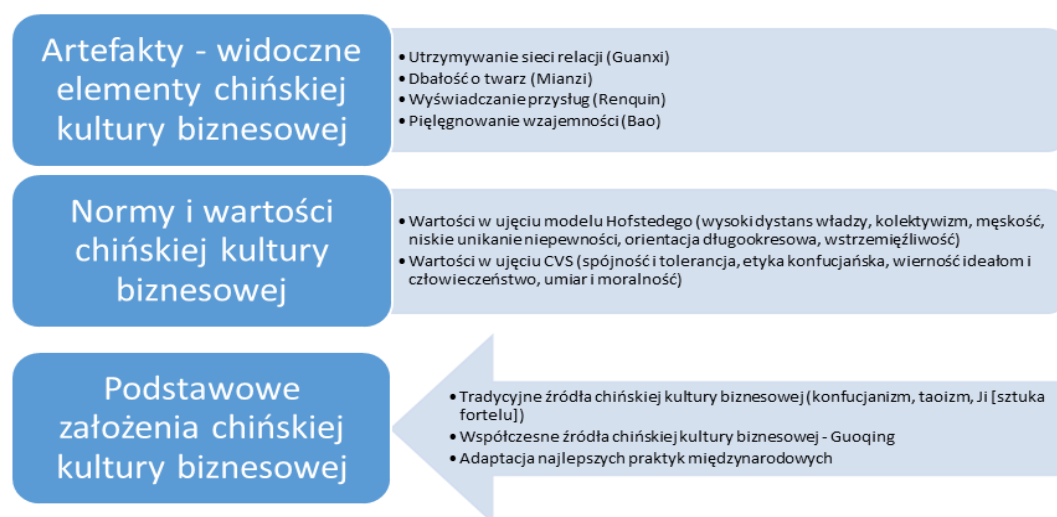 Artefakty - widoczne
elementy chińskiej
kultury biznesowej
• Utrzymywanie sieci relacji (Guanxi)
• Dbałość o twarz (Mianzi)
• Wyświadczanie przysług (Renquin)
• Pielęgnowanie wzajemności (Bao)
Normy i wartości
chińskiej kultury
biznesowej
• Wartości w ujęciu modelu Hofstedego (wysoki dystans władzy, kolektywizm, męskość,
niskie unikanie niepewności, orientacja długookresowa, wstrzemięźliwość)
• Wartości w ujęciu CVS (spójność i tolerancja, etyka konfucjańska, wierność ideałom i
człowieczeństwo, umiar i moralność)
Podstawowe
założenia chińskiej
kultury biznesowej
• Tradycyjne źródła chińskiej kultury biznesowej (konfucjanizm, taoizm, Ji [sztuka
fortelu])
• Współczesne źródła chińskiej kultury biznesowej - Guoqing
• Adaptacja najlepszych praktyk międzynarodowych